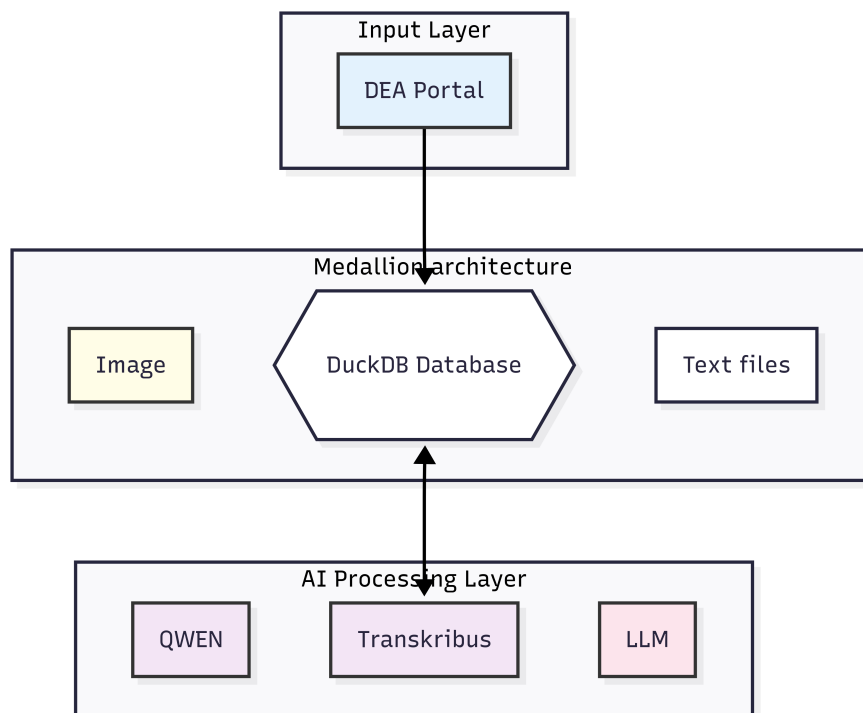 Input Layer
DEA Portal
Medallion architecture
Image
DuckDB Database
Text files
AI Processing Layer
QWEN
Transkribus
LLM